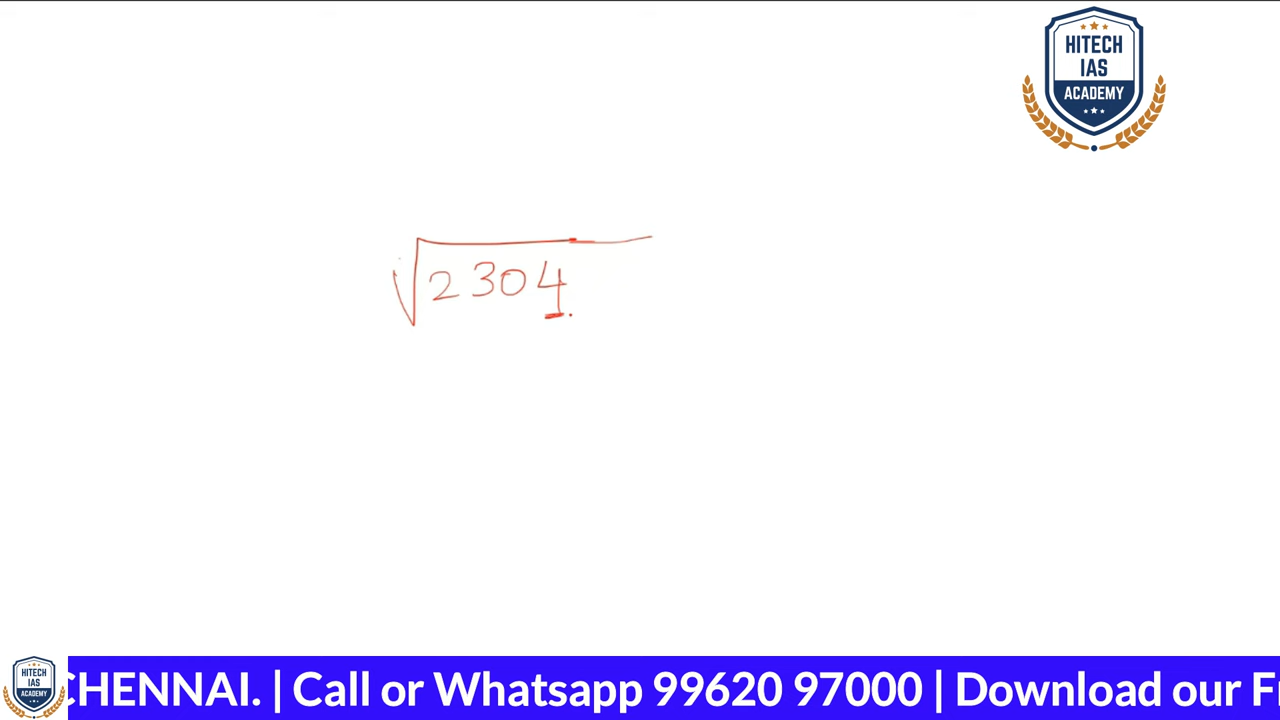 HITECH
IAS
ACADEMY
√2304
HITECH
IAS
ACADEMY
CHENNAI. | Call or Whatsapp 99620 97000 | Download our F